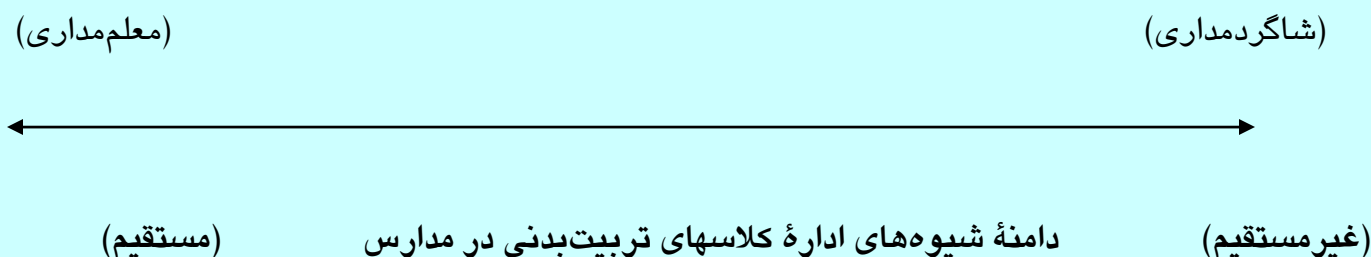 (شاگردمداری) (معلم‌مداری)
(غیرمستقیم) دامنهٔ شیوه‌های ادارهٔ کلاسهای تربیت‌بدنی در مدارس (مستقیم)